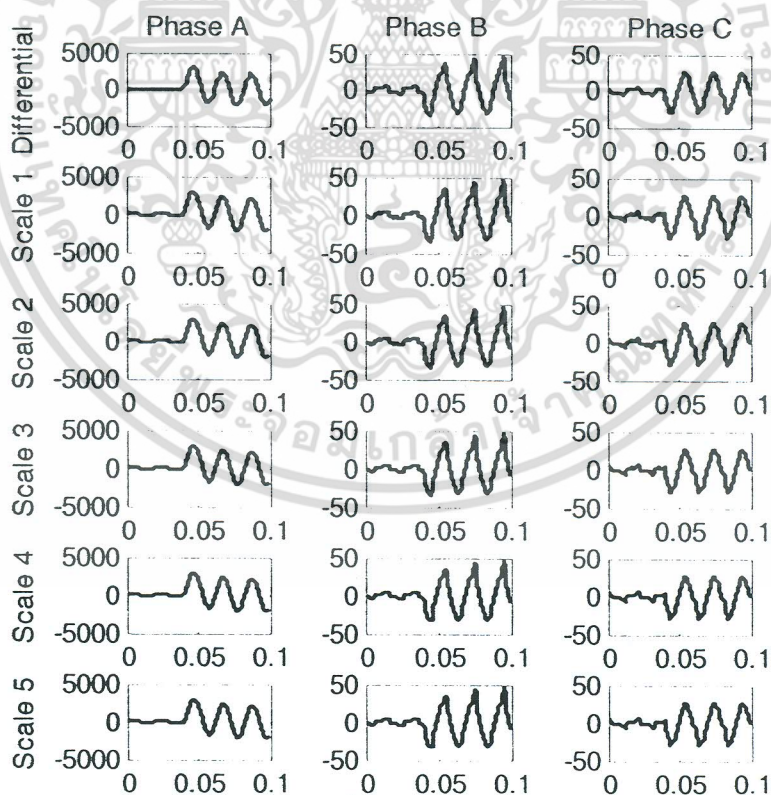 Phase A Phase B Phase C
Differential 5000 0 -5000 50 0 -50 50 0 -50
0 0.05 0.1 0 0.05 0.1 0 0.05 0.1
Scale 1 5000 0 -5000 50 0 -50 50 0 -50
0 0.05 0.1 0 0.05 0.1 0 0.05 0.1
Scale 2 5000 0 -5000 50 0 -50 50 0 -50
0 0.05 0.1 0 0.05 0.1 0 0.05 0.1
Scale 3 5000 0 -5000 50 0 -50 50 0 -50
0 0.05 0.1 0 0.05 0.1 0 0.05 0.1
Scale 4 5000 0 -5000 50 0 -50 50 0 -50
0 0.05 0.1 0 0.05 0.1 0 0.05 0.1
Scale 5 5000 0 -5000 50 0 -50 50 0 -50
0 0.05 0.1 0 0.05 0.1 0 0.05 0.1